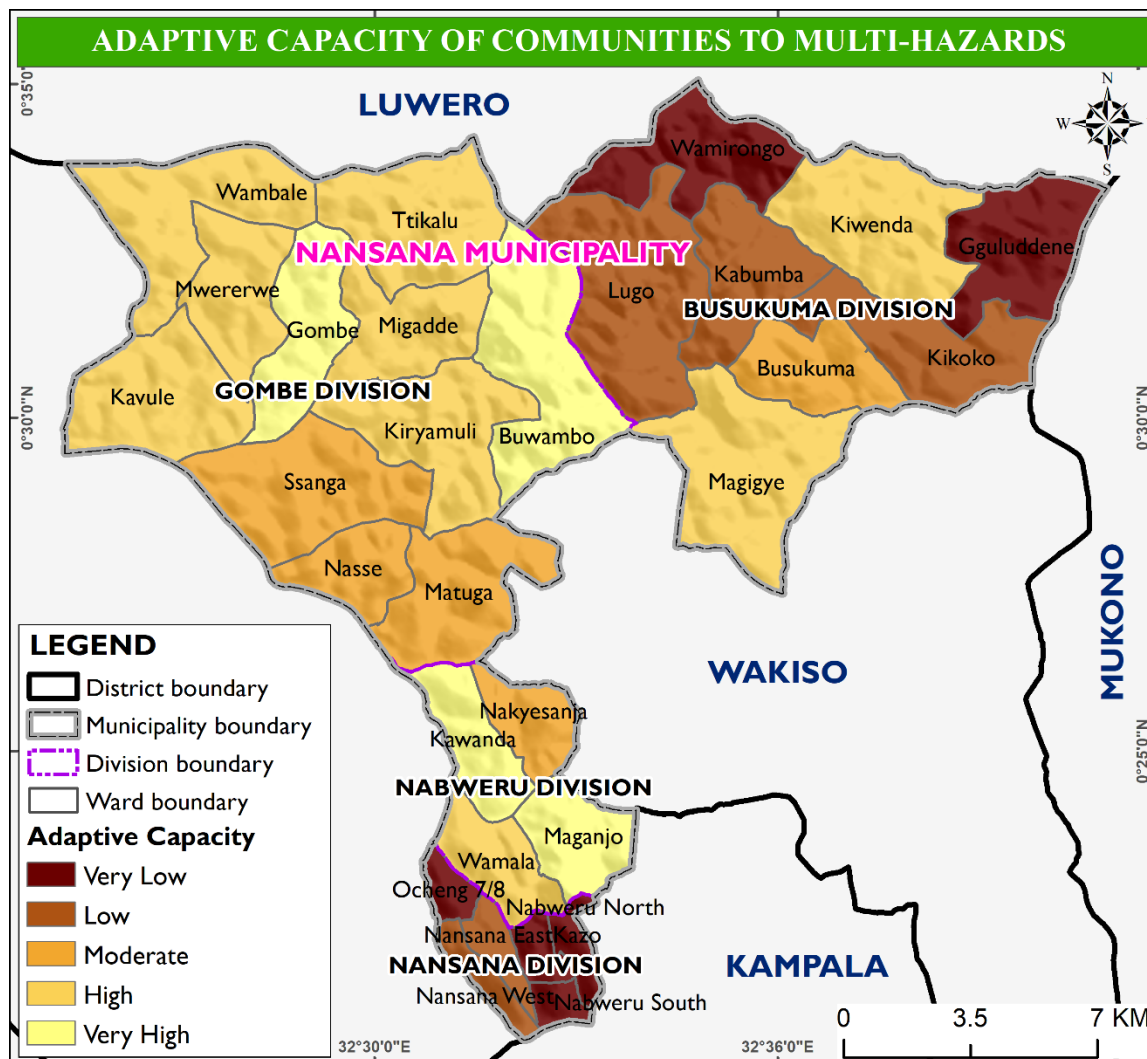 ADAPTIVE CAPACITY OF COMMUNITIES TO MULTI-HAZARDS
0°35'0"
LUWERO
N
W
E
S
Wamirongo
Wambale
Ttikalu
Kiwenda
Gguluddene
NANSANA MUNICIPALITY
Kabumba
Mwererwe
Lugo
BUSUKUMA DIVISION
Gombe
Migadde
Kikoko
Busukuma
GOMBE DIVISION
Kavule
0°30'0"N
0°30'0"N
Kiryamuli
Buwambo
Ssanga
Magigye
Nasse
Matuga
MUKONO
WAKISO
LEGEND
District boundary
Municipality boundary
Division boundary
Ward boundary
Adaptive Capacity
Very Low
Low
Moderate
High
Very High
Nakyesanja
Kawanda
0°25'0"N
NABWERU DIVISION
Maganjo
Wamala
Ocheng 7/8
Nabweru North
Nansana East
Kazo
NANSANA DIVISION
KAMPALA
Nansana West
Nabweru South
0
3.5
7 KM
32°30'0"E
32°36'0"E